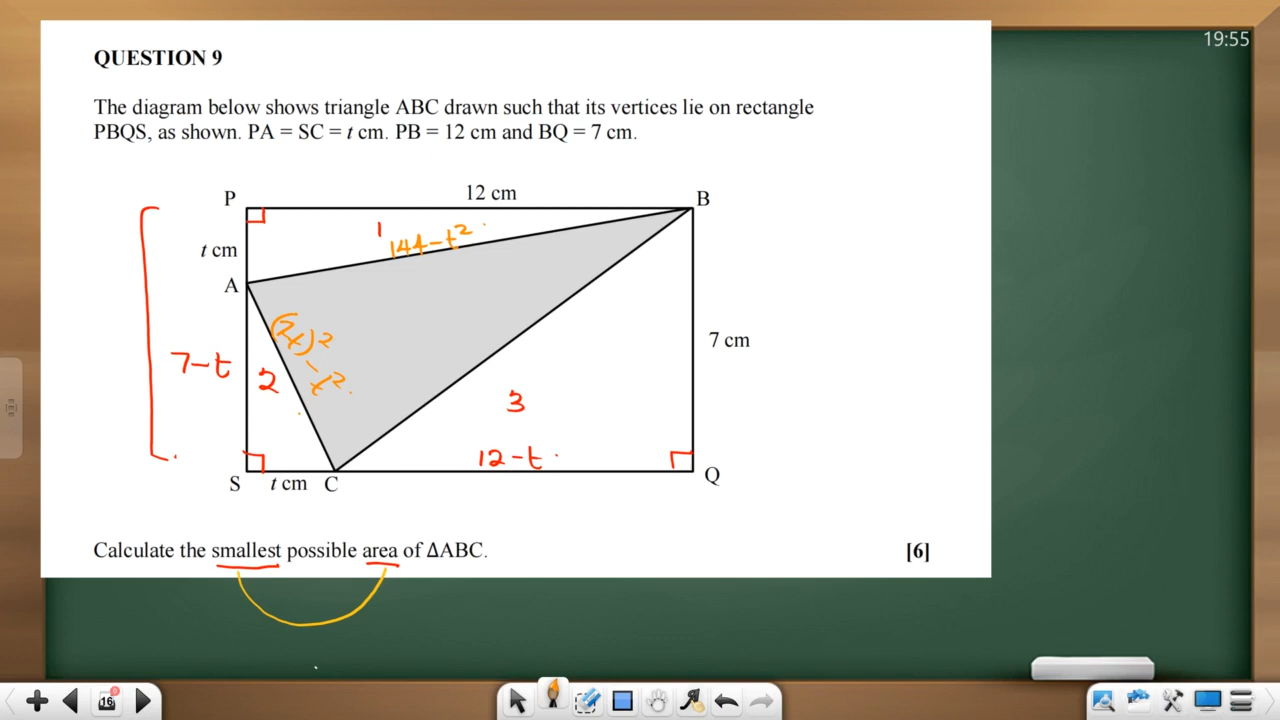 19:55
QUESTION 9
The diagram below shows triangle ABC drawn such that its vertices lie on rectangle
PBQS, as shown. PA = SC = t cm. PB = 12 cm and BQ = 7 cm.
P
12 cm
B
1
144-t²
t cm
A
(2t)²
-t²
7-t
2
7 cm
3
12-t
S
t cm
C
Q
Calculate the smallest possible area of ΔABC.
[6]
16